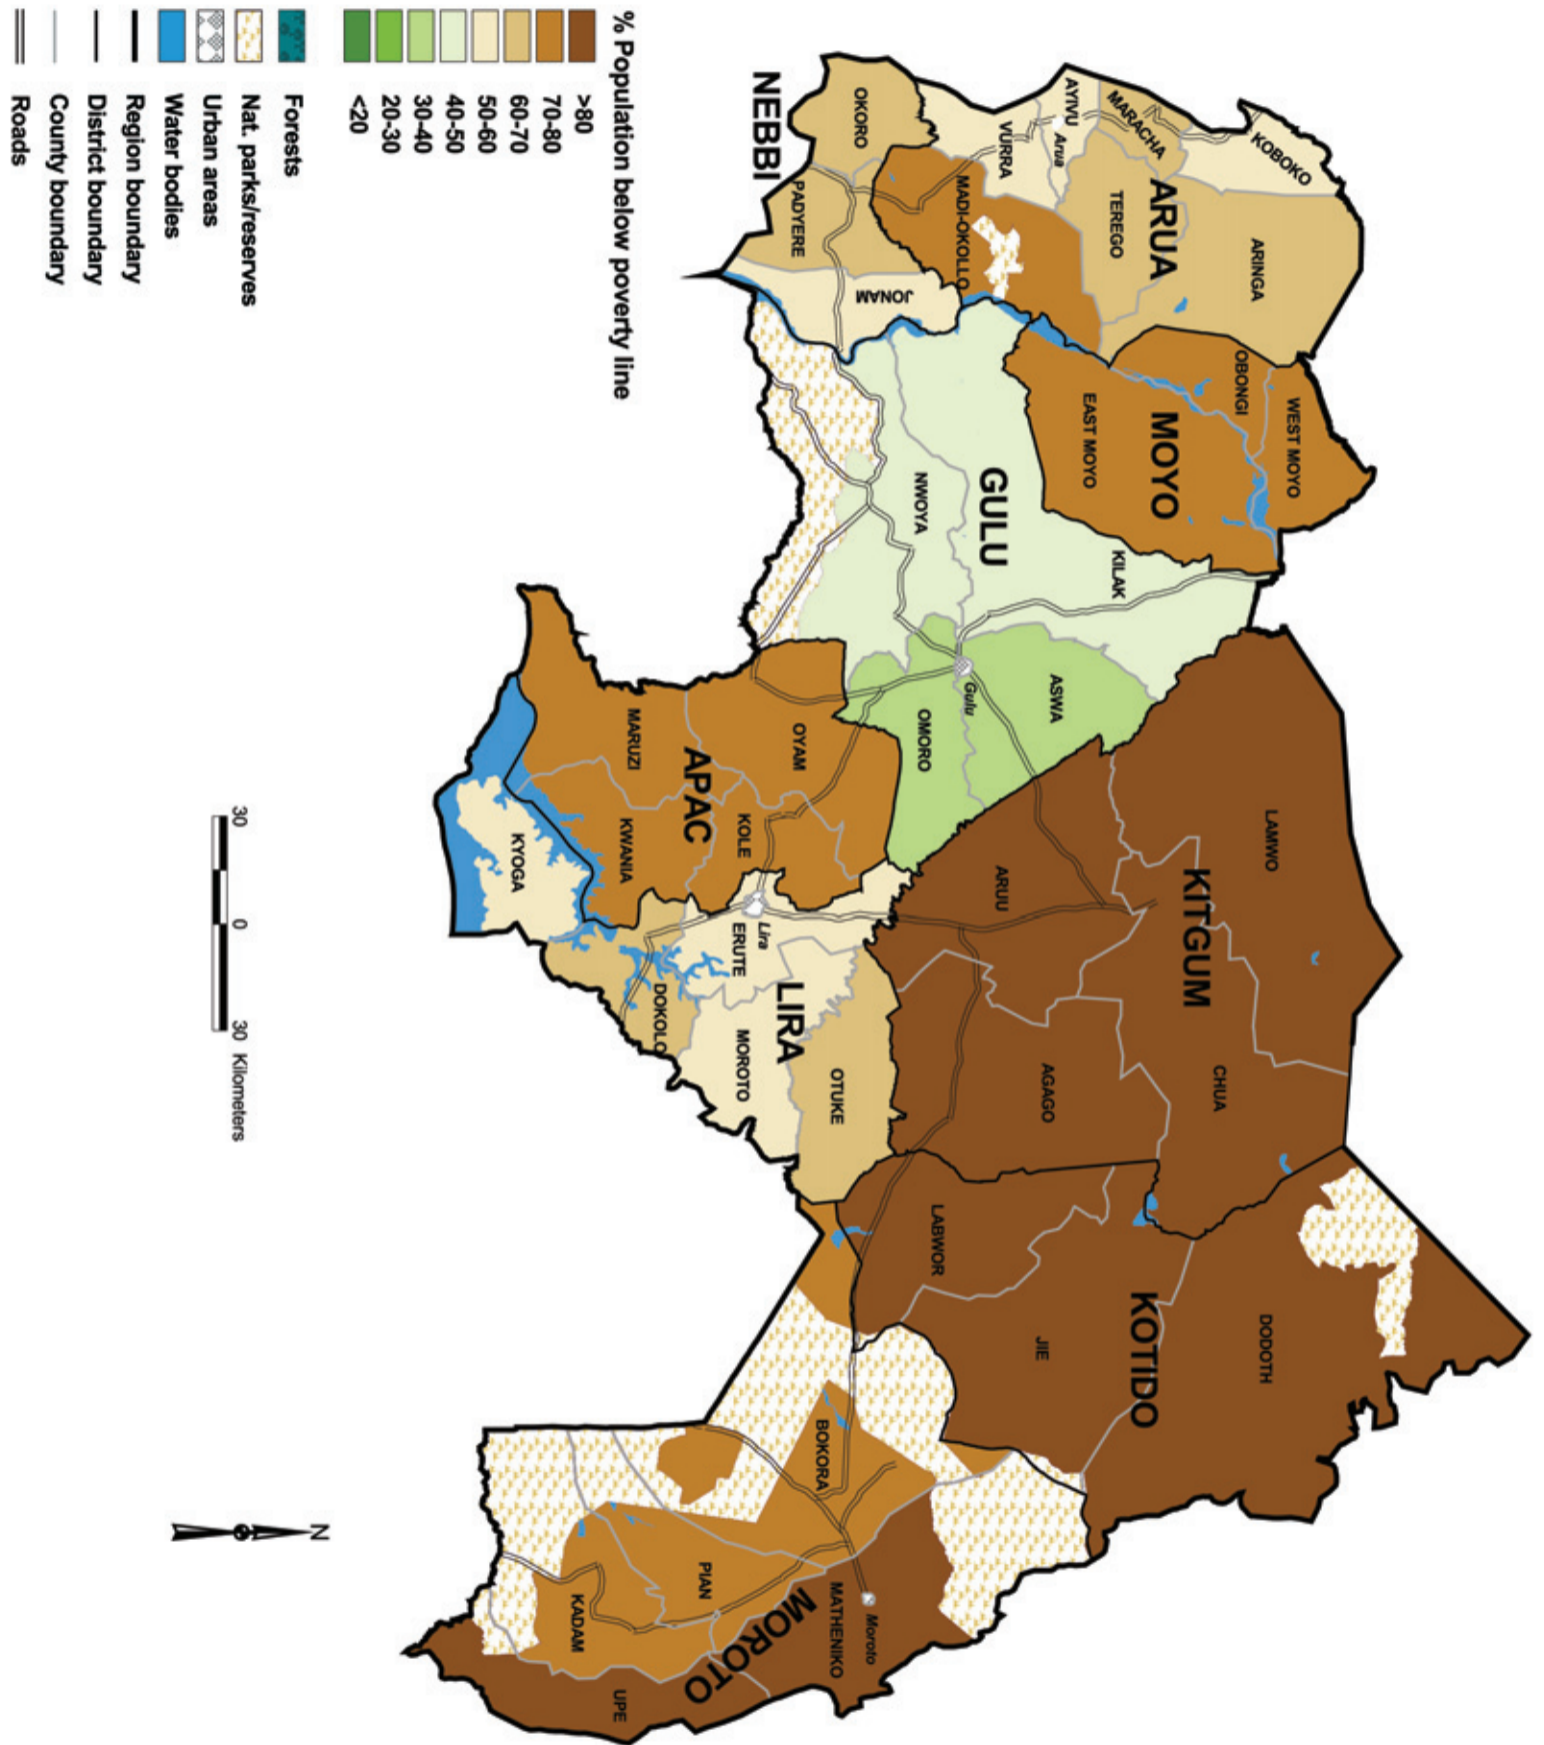 KOBOKO
ARINGA
MARACHA
AYIVU
Arua
VURRA
TEREGO
ARUA
MADI-OKOLLO
OKORO
PADYERE
JONAM
NEBBI
WEST MOYO
OBONGI
MOYO
EAST MOYO
GULU
KILAK
NWOYA
ASWA
Gulu
OMORO
LAMWO
KITGUM
CHUA
ARUU
AGAGO
DODOTH
KOTIDO
JIE
LABWOR
OYAM
APAC
MARUZI
KOLE
KWANIA
KYOGA
Lira
ERUTE
LIRA
OTUKE
MOROTO
DOKOLO
BOKORA
Moroto
MATHENIKO
MOROTO
PIAN
KADAM
UPE
% Population below poverty line
>80
70-80
60-70
50-60
40-50
30-40
20-30
<20
Forests
Nat. parks/reserves
Urban areas
Water bodies
Region boundary
District boundary
County boundary
Roads
30 0 30 Kilometers
N